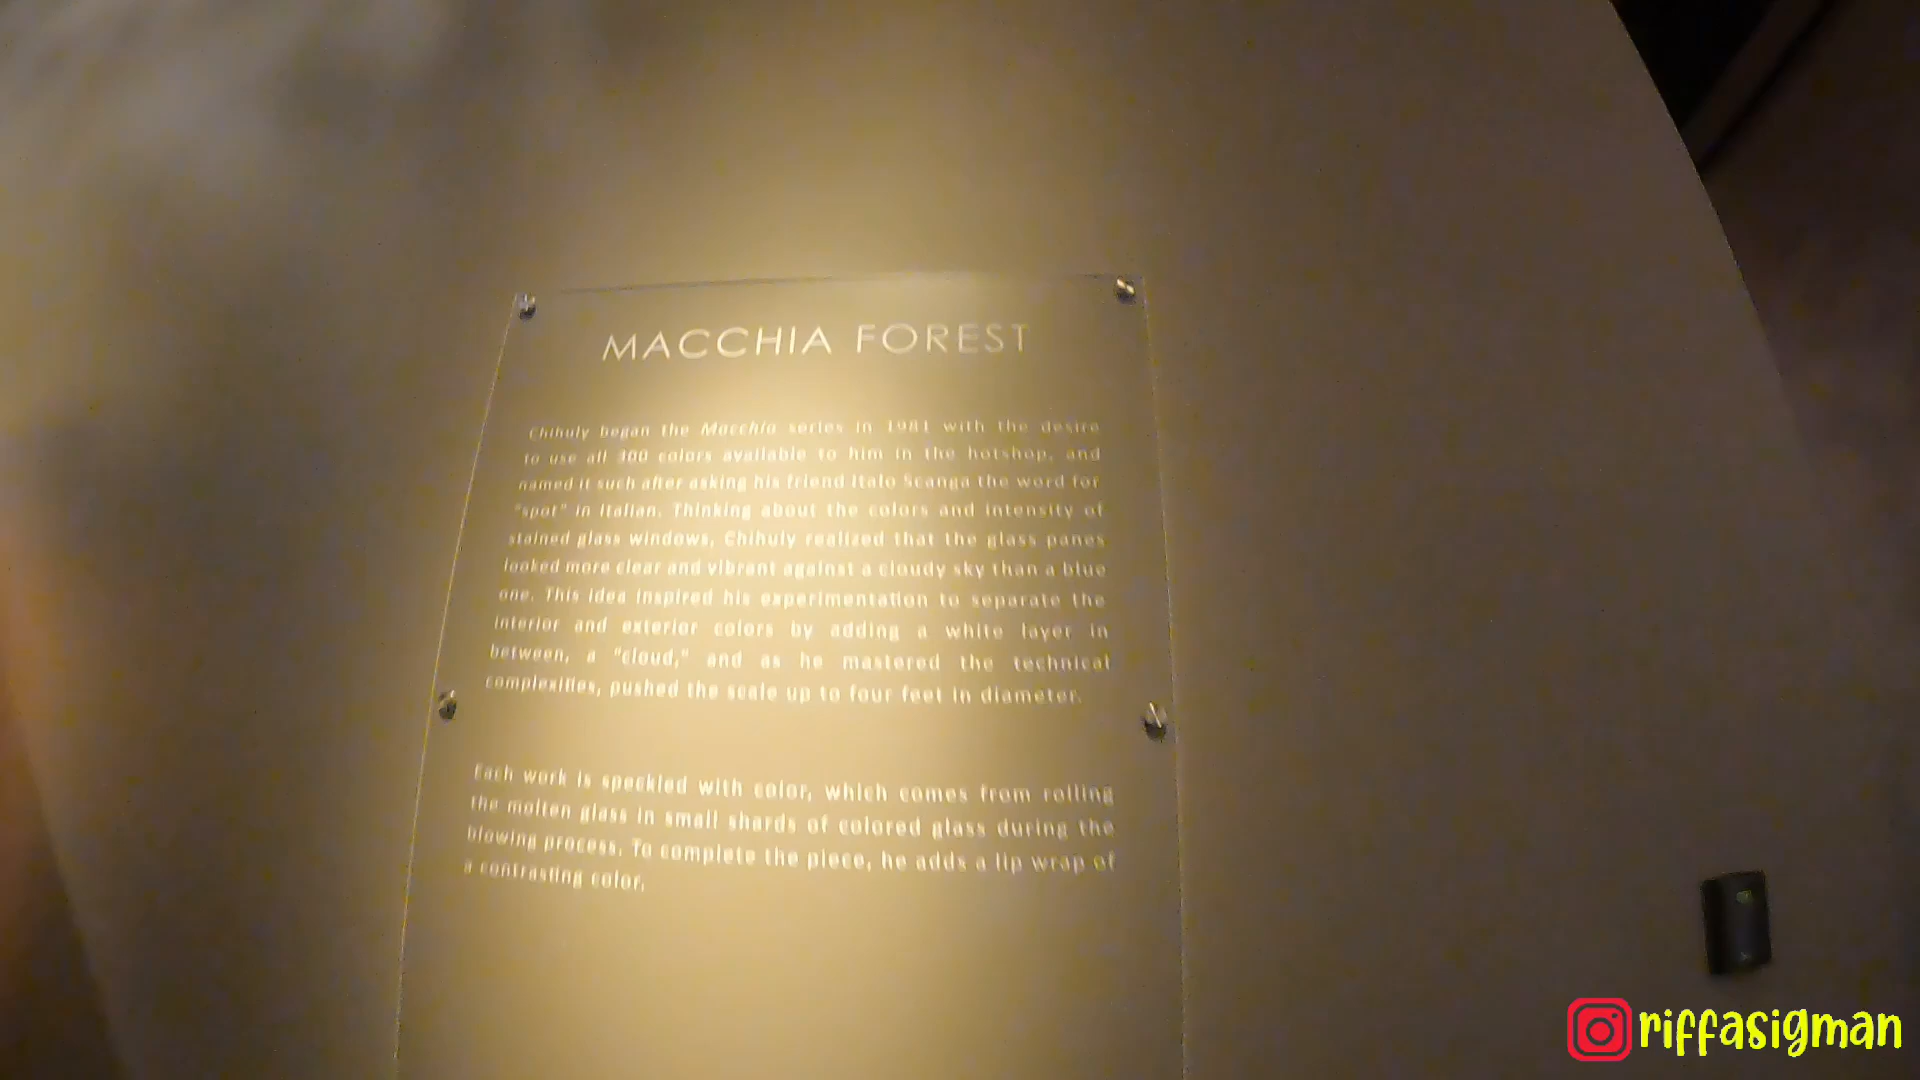 MACCHIA FOREST
Chihuly began the Macchia series in 1981 with the desire
to use all 300 colors available to him in the hotshop, and
named it such after asking his friend Italo Scanga the word for
"spot" in Italian. Thinking about the colors and intensity of
stained glass windows, Chihuly realized that the glass panes
looked more clear and vibrant against a cloudy sky than a blue
one. This idea inspired his experimentation to separate the
interior and exterior colors by adding a white layer in
between, a "cloud," and as he mastered the technical
complexities, pushed the scale up to four feet in diameter.
Each work is speckled with color, which comes from rolling
the molten glass in small shards of colored glass during the
blowing process. To complete the piece, he adds a lip wrap of
a contrasting color.
riffasigman